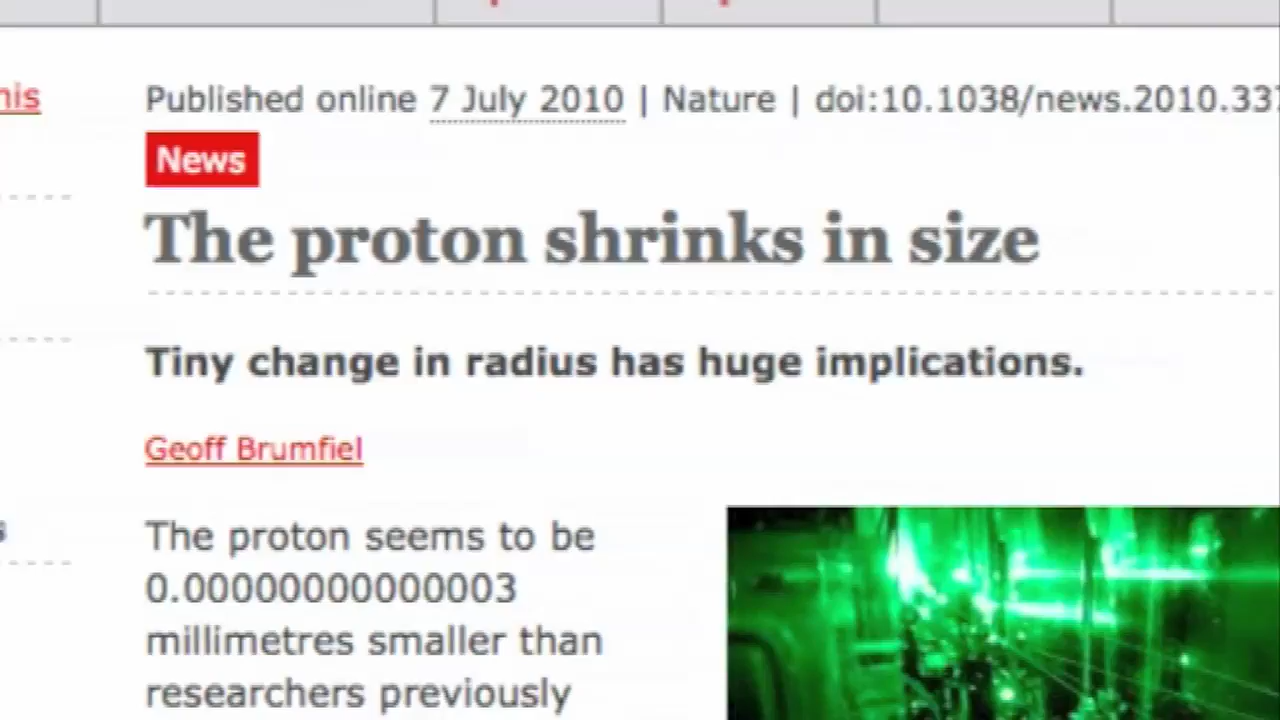 his
Published online 7 July 2010 | Nature | doi:10.1038/news.2010.33
News
The proton shrinks in size
Tiny change in radius has huge implications.
Geoff Brumfiel
The proton seems to be
0.00000000000003
millimetres smaller than
researchers previously